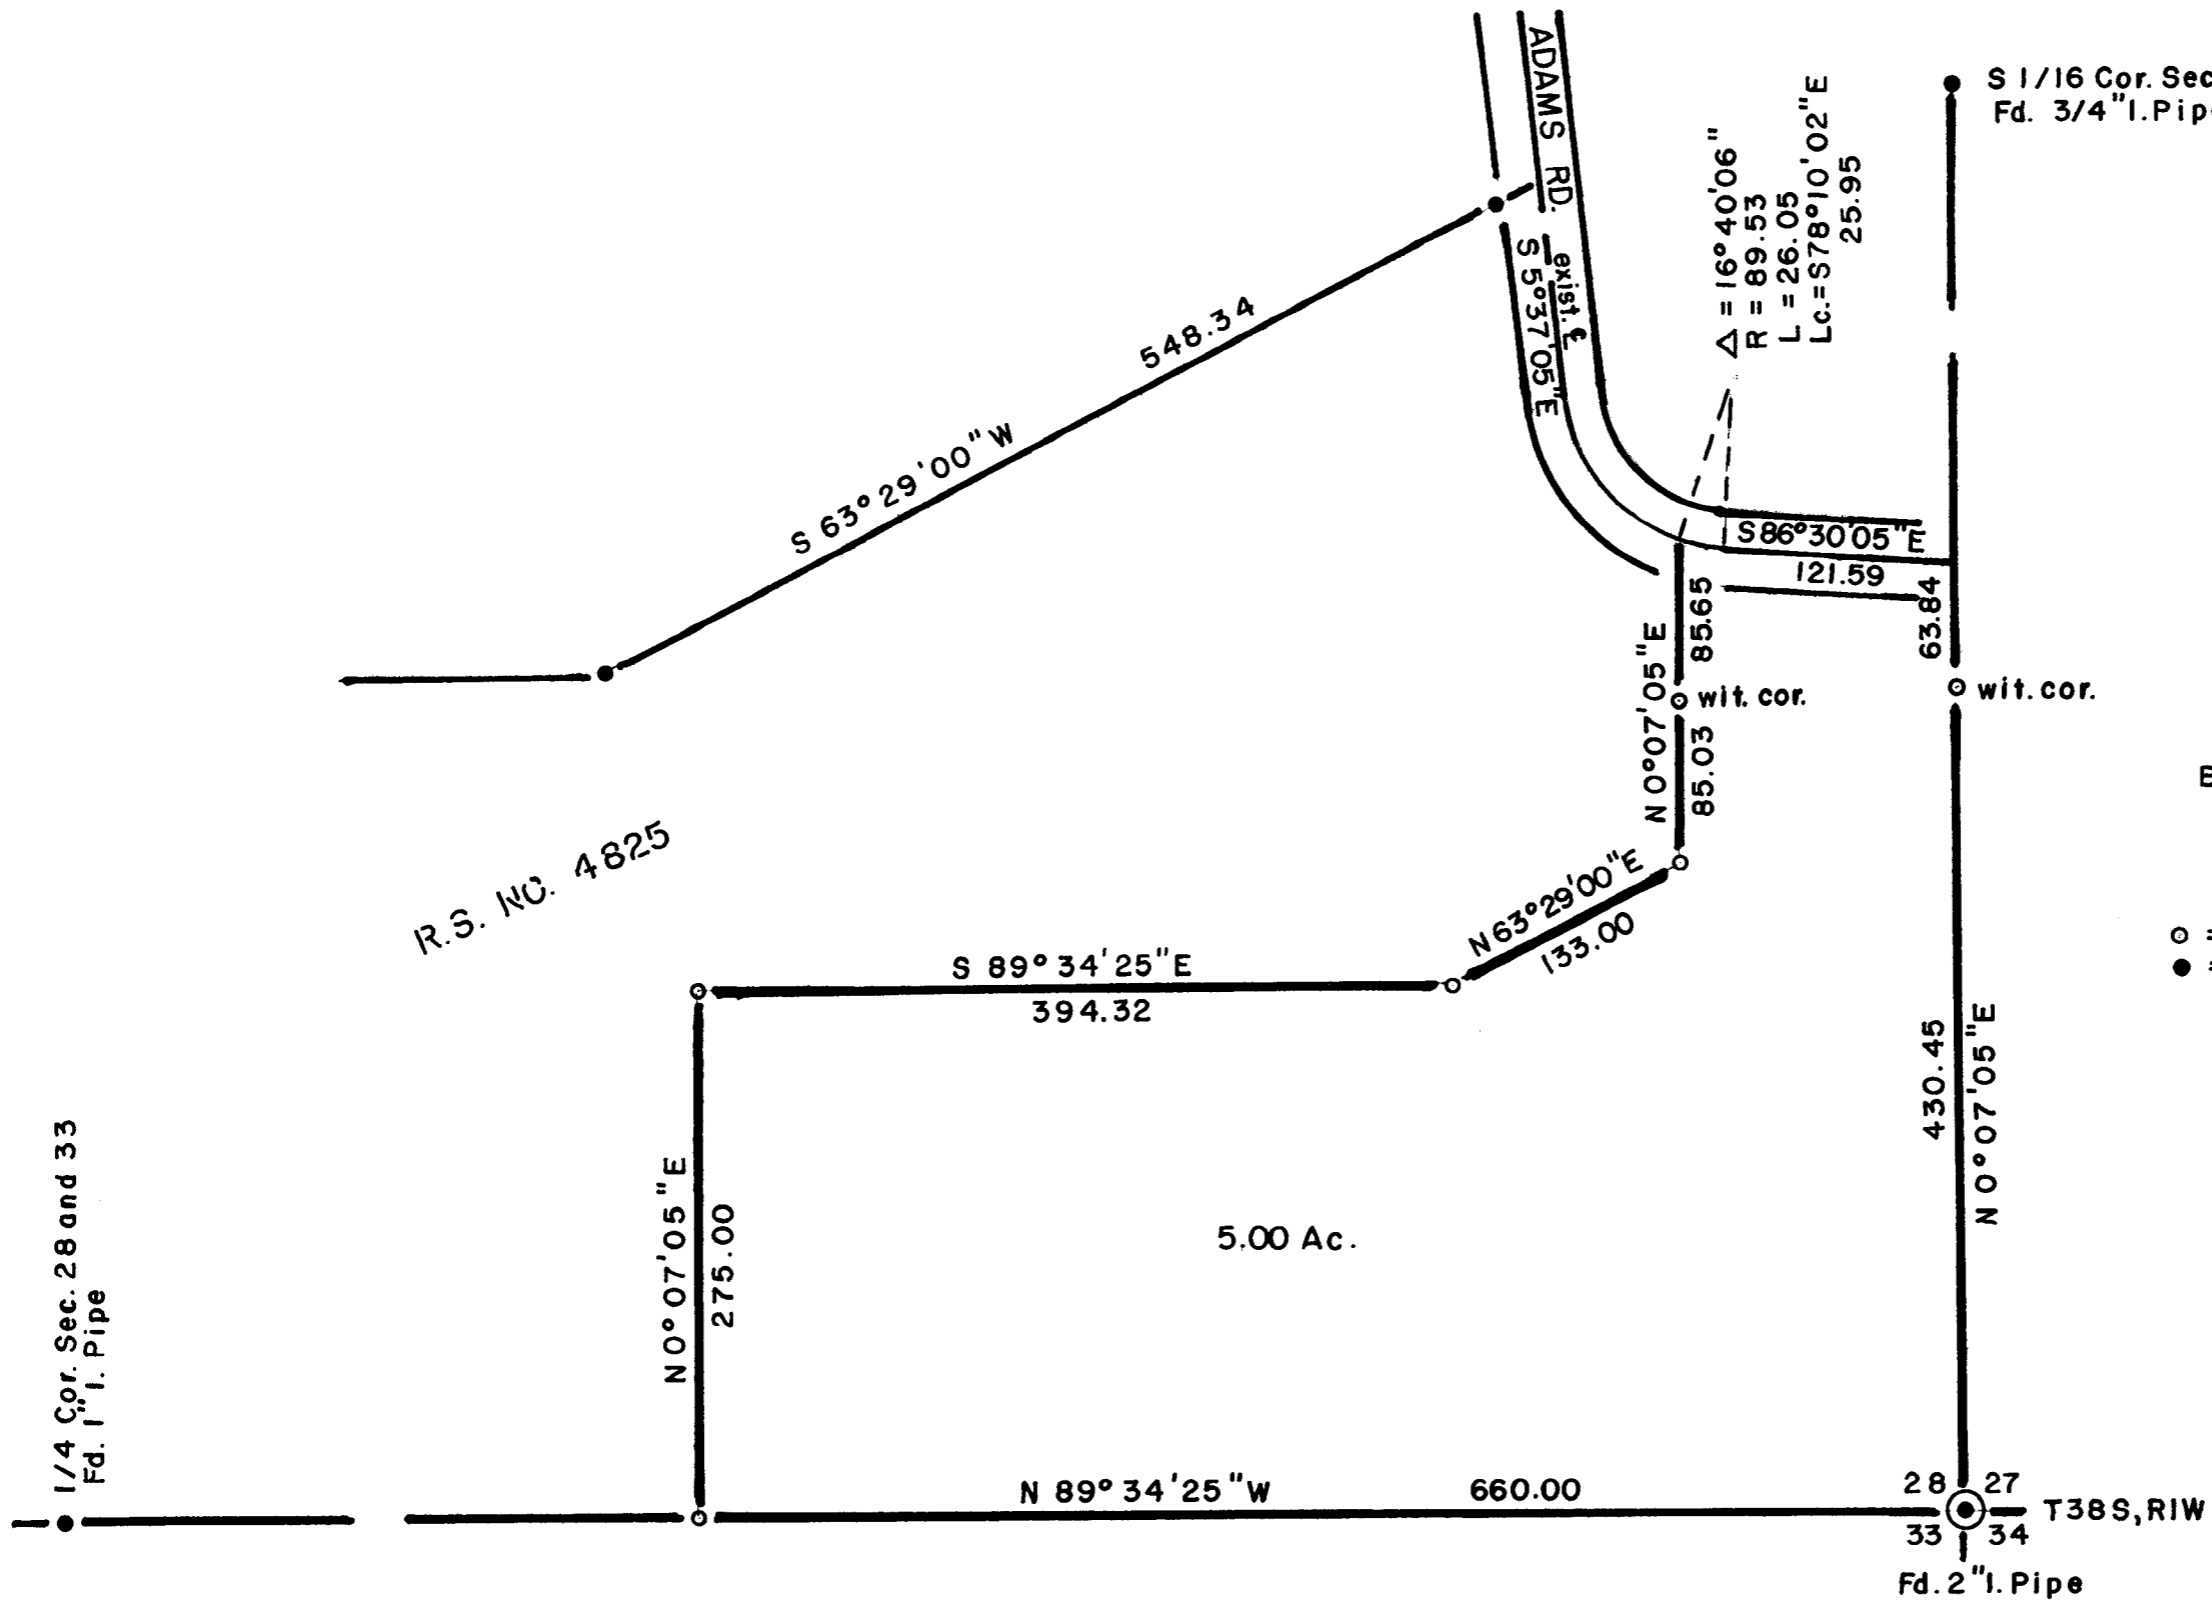 ADAMS RD.
S 1/16 Cor. Sec
Fd. 3/4"I.Pipe
Δ = 16°40'06"
R = 89.53
L = 26.05
Lc.= S78°10'02"E
25.95
exist. ℄
S 5°37'05"E
548.34
S 63°29'00"W
S86°30'05"E
121.59
63.84
N0°07'05"E
85.65
wit. cor.
wit. cor.
85.03
B
R.S. NO. 4825
N63°29'00"E
133.00
S 89°34'25"E
394.32
430.45
N0°07'05"E
N0°07'05"E
275.00
5.00 Ac.
1/4 Cor. Sec. 28 and 33
Fd. 1"I. Pipe
N 89°34'25"W 660.00
28 27
T38S, R1W
33 34
Fd. 2"I. Pipe